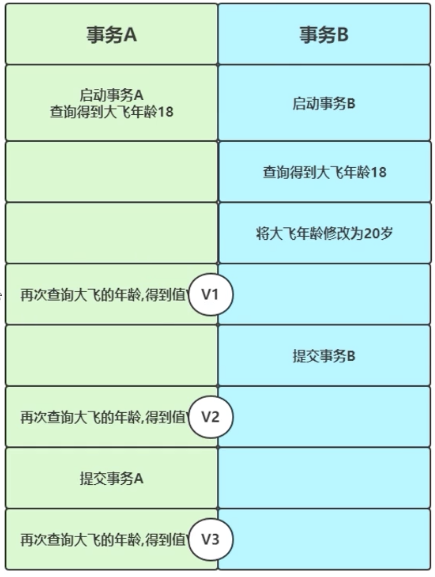 事务A
事务B
启动事务A
查询得到大飞年龄18
启动事务B
查询得到大飞年龄18
将大飞年龄修改为20岁
再次查询大飞的年龄,得到值
V1
提交事务B
再次查询大飞的年龄,得到值
V2
提交事务A
再次查询大飞的年龄,得到值
V3